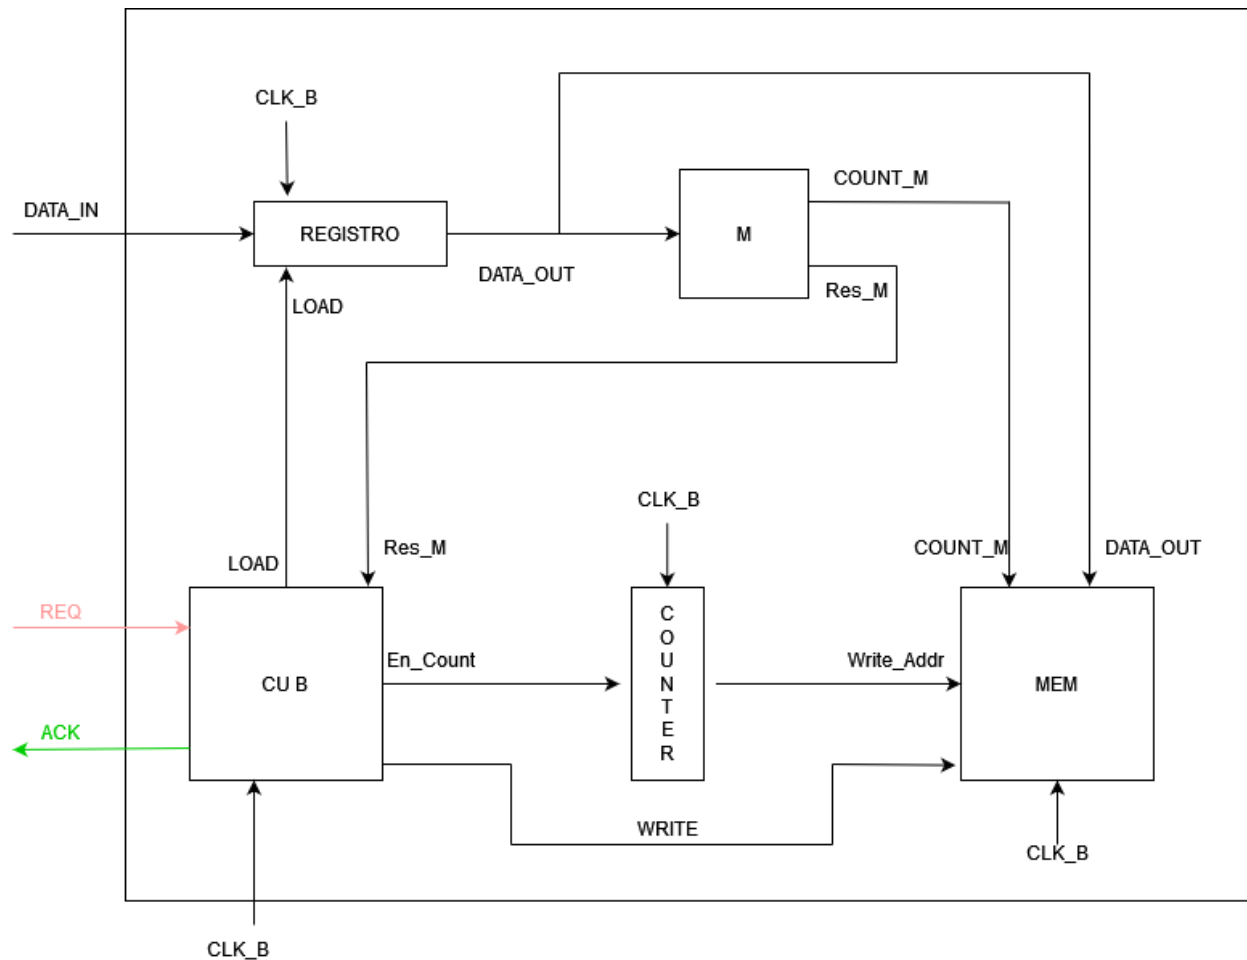 CLK_B
DATA_IN
REGISTRO
DATA_OUT
LOAD
M
COUNT_M
Res_M
CLK_B
LOAD
Res_M
COUNT_M
DATA_OUT
REQ
CU B
ACK
En_Count
COUNTER
Write_Addr
MEM
WRITE
CLK_B
CLK_B